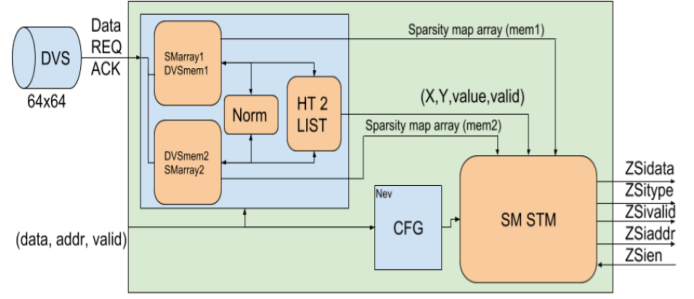 Data
REQ
ACK
DVS
64x64
SMarray1
DVSmem1
Norm
HT 2
LIST
DVSmem2
SMarray2
Sparsity map array (mem1)
(X,Y,value,valid)
Sparsity map array (mem2)
(data, addr, valid)
Nev
CFG
SM STM
ZSidata
ZSitype
ZSivalid
ZSiaddr
ZSien